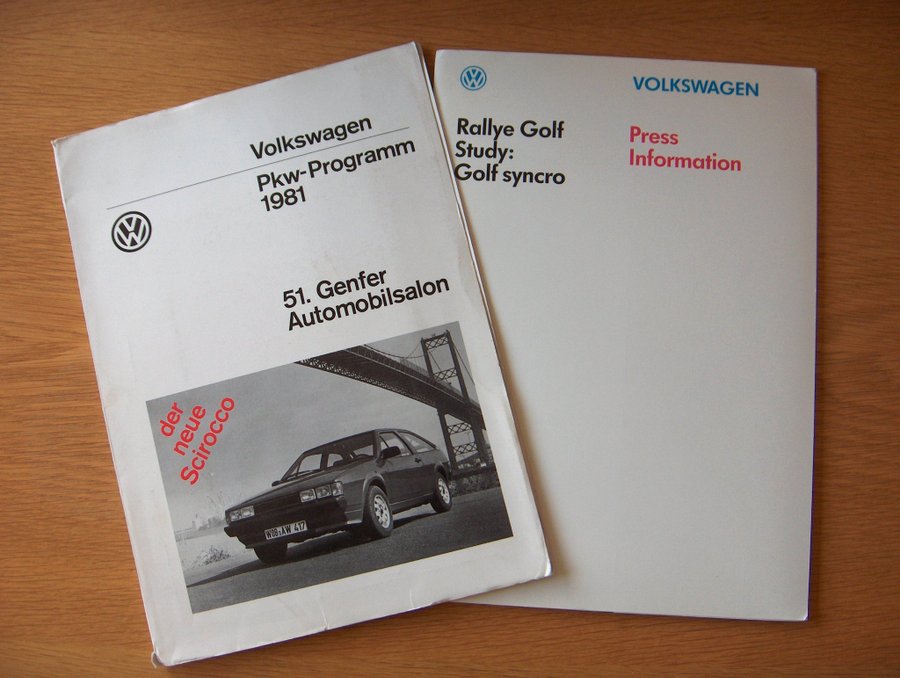 Volkswagen
Pkw-Programm
1981
51. Genfer
Automobilsalon
der
neue
Scirocco
WOB-AW 417
VOLKSWAGEN
Rallye Golf
Study:
Golf syncro
Press
Information